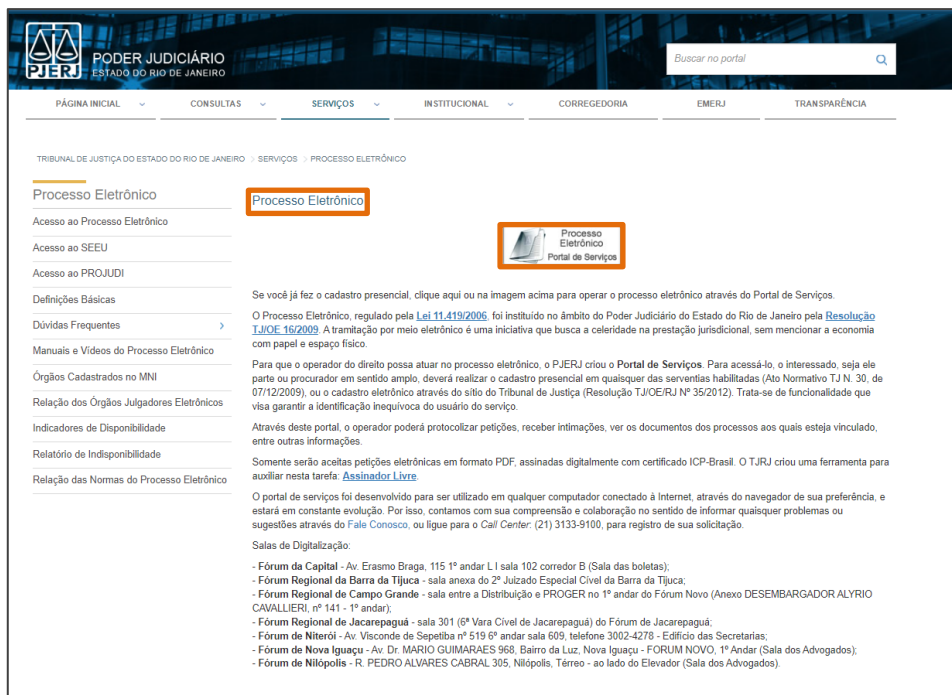 PJERJ
PODER JUDICIÁRIO
ESTADO DO RIO DE JANEIRO
Buscar no portal
PÁGINA INICIAL CONSULTAS SERVIÇOS INSTITUCIONAL CORREGEDORIA EMERJ TRANSPARÊNCIA
TRIBUNAL DE JUSTIÇA DO ESTADO DO RIO DE JANEIRO > SERVIÇOS > PROCESSO ELETRÔNICO
Processo Eletrônico
Acesso ao Processo Eletrônico
Acesso ao SEEU
Acesso ao PROJUDI
Definições Básicas
Dúvidas Frequentes >
Manuais e Vídeos do Processo Eletrônico
Órgãos Cadastrados no MNI
Relação dos Órgãos Julgadores Eletrônicos
Indicadores de Disponibilidade
Relatório de Indisponibilidade
Relação das Normas do Processo Eletrônico
Processo Eletrônico
Processo
Eletrônico
Portal de Serviços
Se você já fez o cadastro presencial, clique aqui ou na imagem acima para operar o processo eletrônico através do Portal de Serviços.
O Processo Eletrônico, regulado pela Lei 11.419/2006, foi instituído no âmbito do Poder Judiciário do Estado do Rio de Janeiro pela Resolução
TJ/OE 16/2009. A tramitação por meio eletrônico é uma iniciativa que busca a celeridade na prestação jurisdicional, sem mencionar a economia
com papel e espaço físico.
Para que o operador do direito possa atuar no processo eletrônico, o PJERJ criou o Portal de Serviços. Para acessá-lo, o interessado, seja ele
parte ou procurador em sentido amplo, deverá realizar o cadastro presencial em quaisquer das serventias habilitadas (Ato Normativo TJ N. 30, de
07/12/2009), ou o cadastro eletrônico através do sítio do Tribunal de Justiça (Resolução TJ/OE/RJ Nº 35/2012). Trata-se de funcionalidade que
visa garantir a identificação inequívoca do usuário do serviço.
Através deste portal, o operador poderá protocolizar petições, receber intimações, ver os documentos dos processos aos quais esteja vinculado,
entre outras informações.
Somente serão aceitas petições eletrônicas em formato PDF, assinadas digitalmente com certificado ICP-Brasil. O TJRJ criou uma ferramenta para
auxiliar nesta tarefa: Assinador Livre.
O portal de serviços foi desenvolvido para ser utilizado em qualquer computador conectado à Internet, através do navegador de sua preferência, e
estará em constante evolução. Por isso, contamos com sua compreensão e colaboração no sentido de informar quaisquer problemas ou
sugestões através do Fale Conosco, ou ligue para o Call Center: (21) 3133-9100, para registro de sua solicitação.
Salas de Digitalização:
- Fórum da Capital - Av. Erasmo Braga, 115 1º andar L I sala 102 corredor B (Sala das boletas);
- Fórum Regional da Barra da Tijuca - sala anexa do 2º Juizado Especial Cível da Barra da Tijuca;
- Fórum Regional de Campo Grande - sala entre a Distribuição e PROGER no 1º andar do Fórum Novo (Anexo DESEMBARGADOR ALYRIO
CAVALLIERI, nº 141 - 1º andar);
- Fórum Regional de Jacarepaguá - sala 301 (6ª Vara Cível de Jacarepaguá) do Fórum de Jacarepaguá;
- Fórum de Niterói - Av. Visconde de Sepetiba nº 519 6º andar sala 609, telefone 3002-4278 - Edifício das Secretarias;
- Fórum de Nova Iguaçu - Av. Dr. MARIO GUIMARAES 968, Bairro da Luz, Nova Iguaçu - FORUM NOVO, 1º Andar (Sala dos Advogados);
- Fórum de Nilópolis - R. PEDRO ALVARES CABRAL 305, Nilópolis, Térreo - ao lado do Elevador (Sala dos Advogados).